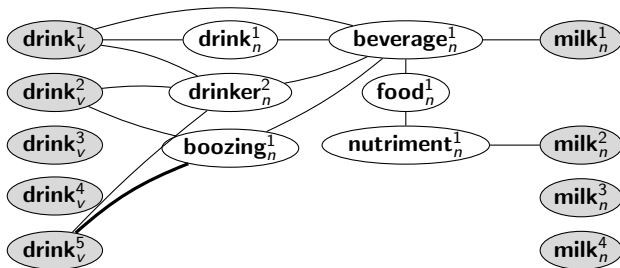 drink¹ᵥ drink¹ₙ beverage¹ₙ milk¹ₙ
drink²ᵥ drinker²ₙ food¹ₙ
drink³ᵥ boozing¹ₙ nutriment¹ₙ milk²ₙ
drink⁴ᵥ milk³ₙ
drink⁵ᵥ milk⁴ₙ